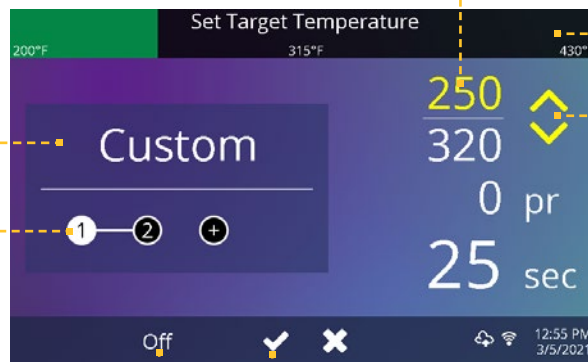 Set Target Temperature
200°F 315°F 430°
250
Custom
320
0 pr
1 2 +
25 sec
Off
12:55 PM
3/5/2021